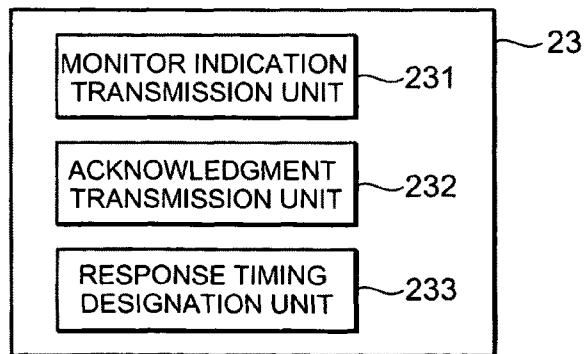 23
MONITOR INDICATION
TRANSMISSION UNIT
231
ACKNOWLEDGMENT
TRANSMISSION UNIT
232
RESPONSE TIMING
DESIGNATION UNIT
233